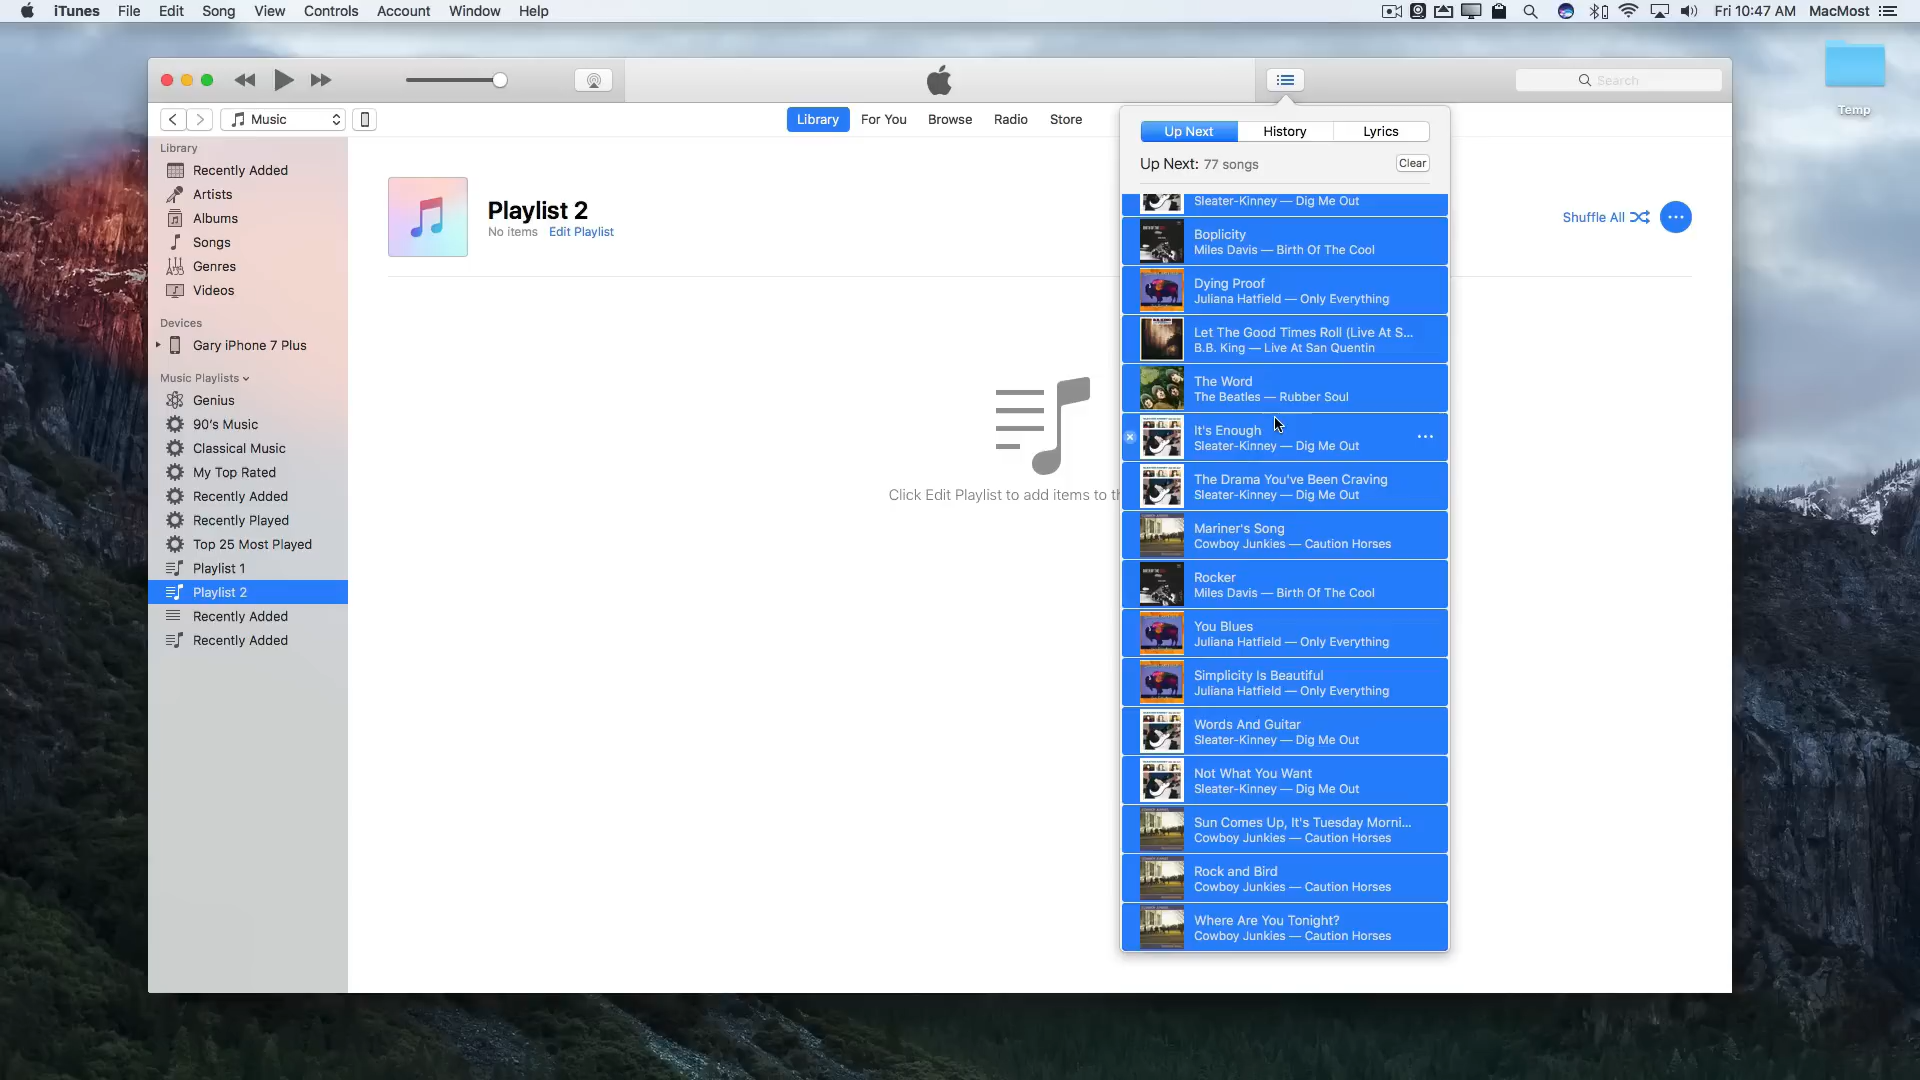 iTunes File Edit Song View Controls Account Window Help
Fri 10:47 AM MacMost
Temp
Search
Music
Library For You Browse Radio Store
Library
Recently Added
Artists
Albums
Songs
Genres
Videos
Devices
Gary iPhone 7 Plus
Music Playlists
Genius
90's Music
Classical Music
My Top Rated
Recently Added
Recently Played
Top 25 Most Played
Playlist 1
Playlist 2
Recently Added
Recently Added
Playlist 2
No items Edit Playlist
Shuffle All
Click Edit Playlist to add items to
Up Next History Lyrics
Up Next: 77 songs Clear
Sleater-Kinney — Dig Me Out
Boplicity
Miles Davis — Birth Of The Cool
Dying Proof
Juliana Hatfield — Only Everything
Let The Good Times Roll (Live At S...
B.B. King — Live At San Quentin
The Word
The Beatles — Rubber Soul
It's Enough
Sleater-Kinney — Dig Me Out
The Drama You've Been Craving
Sleater-Kinney — Dig Me Out
Mariner's Song
Cowboy Junkies — Caution Horses
Rocker
Miles Davis — Birth Of The Cool
You Blues
Juliana Hatfield — Only Everything
Simplicity Is Beautiful
Juliana Hatfield — Only Everything
Words And Guitar
Sleater-Kinney — Dig Me Out
Not What You Want
Sleater-Kinney — Dig Me Out
Sun Comes Up, It's Tuesday Morni...
Cowboy Junkies — Caution Horses
Rock and Bird
Cowboy Junkies — Caution Horses
Where Are You Tonight?
Cowboy Junkies — Caution Horses